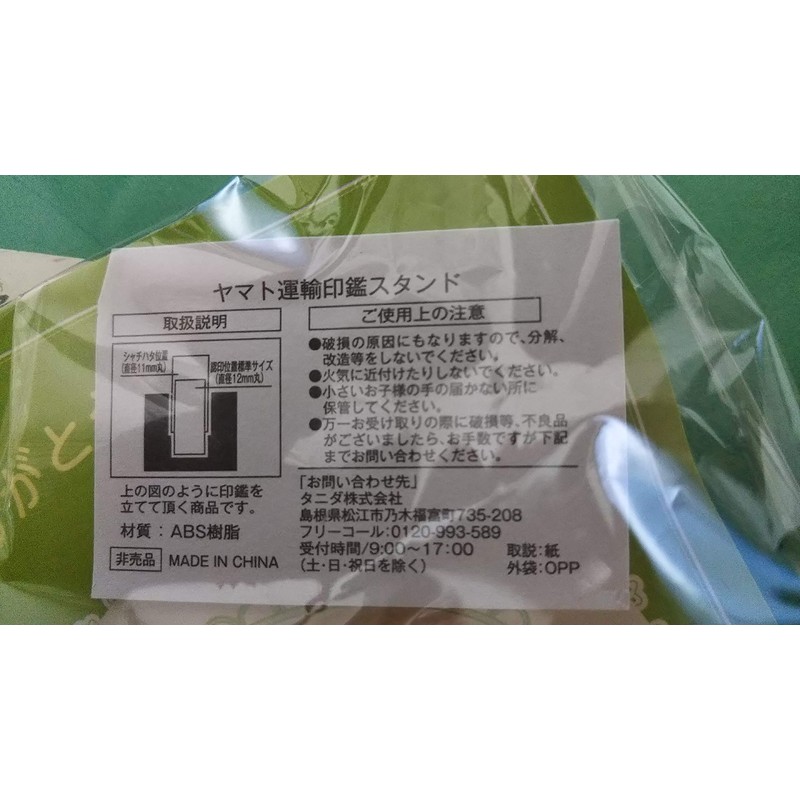 ヤマト運輸印鑑スタンド
取扱説明
シャチハタ位置
(直径11mm丸)
認印位置標準サイズ
(直径12mm丸)
上の図のように印鑑を
立てて頂く商品です。
材質：ABS樹脂
非売品 MADE IN CHINA
ご使用上の注意
●破損の原因にもなりますので、分解、
改造等をしないでください。
●火気に近付けたりしないでください。
●小さいお子様の手の届かない所に
保管してください。
●万一お受け取りの際に破損等、不良品
がございましたら、お手数ですが下記
までお問い合わせください。
「お問い合わせ先」
タニダ株式会社
島根県松江市乃木福富町735-208
フリーコール：0120-993-589
受付時間/9:00~17:00
(土・日・祝日を除く)
取説：紙
外袋：OPP
がと